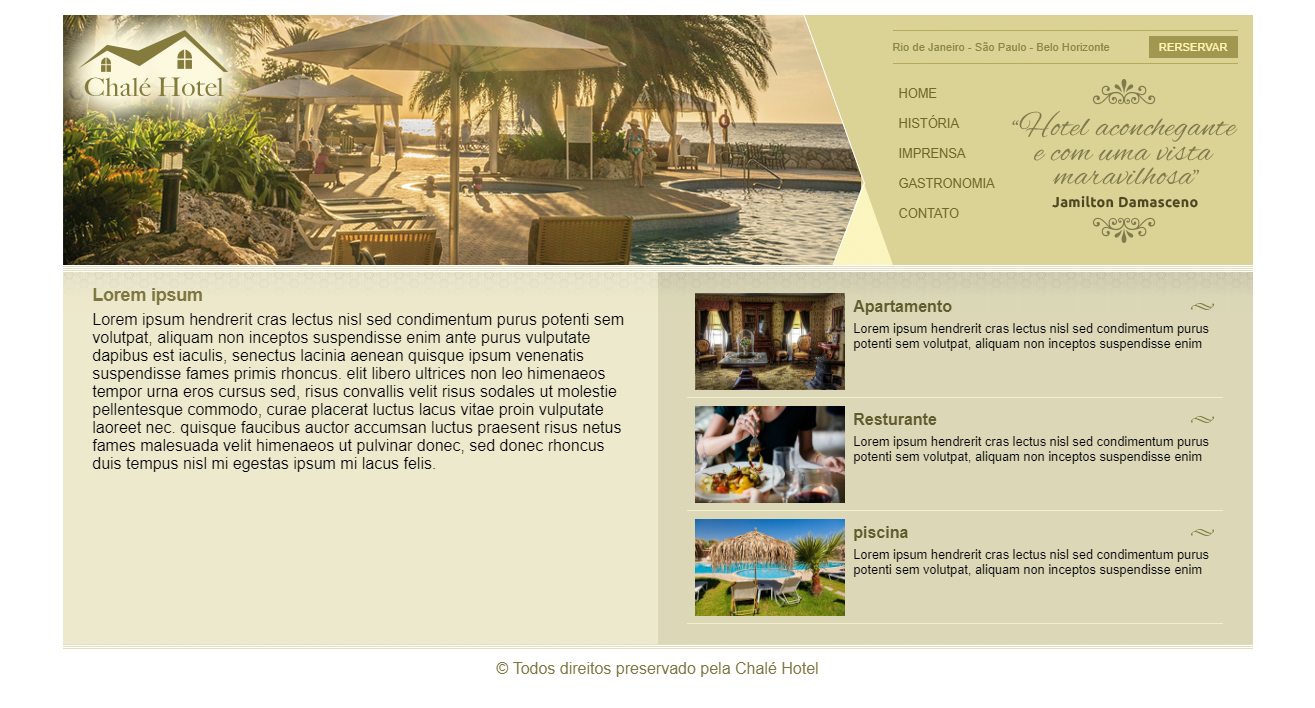 Chalé Hotel
Rio de Janeiro - São Paulo - Belo Horizonte
RERSERVAR
HOME
HISTÓRIA
IMPRENSA
GASTRONOMIA
CONTATO
“Hotel aconchegante
e com uma vista
maravilhosa”
Jamilton Damasceno
Lorem ipsum
Lorem ipsum hendrerit cras lectus nisl sed condimentum purus potenti sem
volutpat, aliquam non inceptos suspendisse enim ante purus vulputate
dapibus est iaculis, senectus lacinia aenean quisque ipsum venenatis
suspendisse fames primis rhoncus. elit libero ultrices non leo himenaeos
tempor urna eros cursus sed, risus convallis velit risus sodales ut molestie
pellentesque commodo, curae placerat luctus lacus vitae proin vulputate
laoreet nec. quisque faucibus auctor accumsan luctus praesent risus netus
fames malesuada velit himenaeos ut pulvinar donec, sed donec rhoncus
duis tempus nisl mi egestas ipsum mi lacus felis.
Apartamento
Lorem ipsum hendrerit cras lectus nisl sed condimentum purus
potenti sem volutpat, aliquam non inceptos suspendisse enim
Resturante
Lorem ipsum hendrerit cras lectus nisl sed condimentum purus
potenti sem volutpat, aliquam non inceptos suspendisse enim
piscina
Lorem ipsum hendrerit cras lectus nisl sed condimentum purus
potenti sem volutpat, aliquam non inceptos suspendisse enim
© Todos direitos preservado pela Chalé Hotel